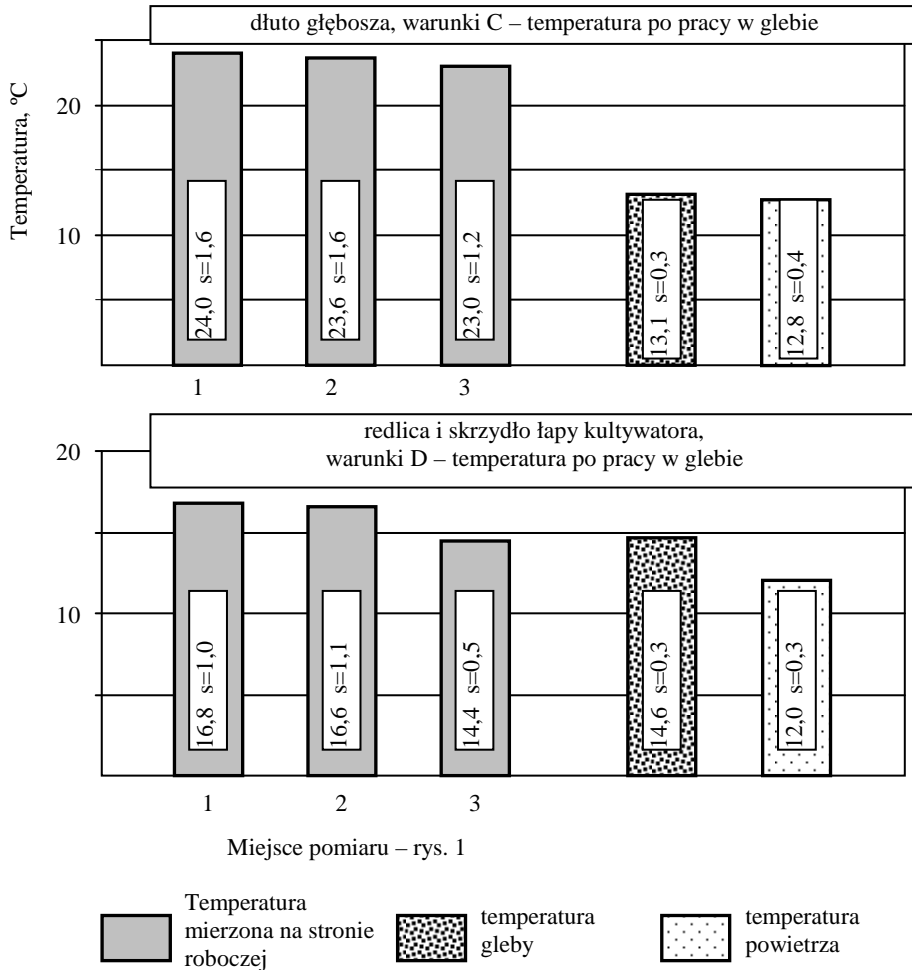 dłuto głębosza, warunki C – temperatura po pracy w glebie
Temperatura, ºC
20
10
24,0 s=1,6
23,6 s=1,6
23,0 s=1,2
13,1 s=0,3
12,8 s=0,4
1
2
3
redlica i skrzydło łapy kultywatora,
warunki D – temperatura po pracy w glebie
20
10
16,8 s=1,0
16,6 s=1,1
14,4 s=0,5
14,6 s=0,3
12,0 s=0,3
1
2
3
Miejsce pomiaru – rys. 1
Temperatura
mierzona na stronie
roboczej
temperatura
gleby
temperatura
powietrza